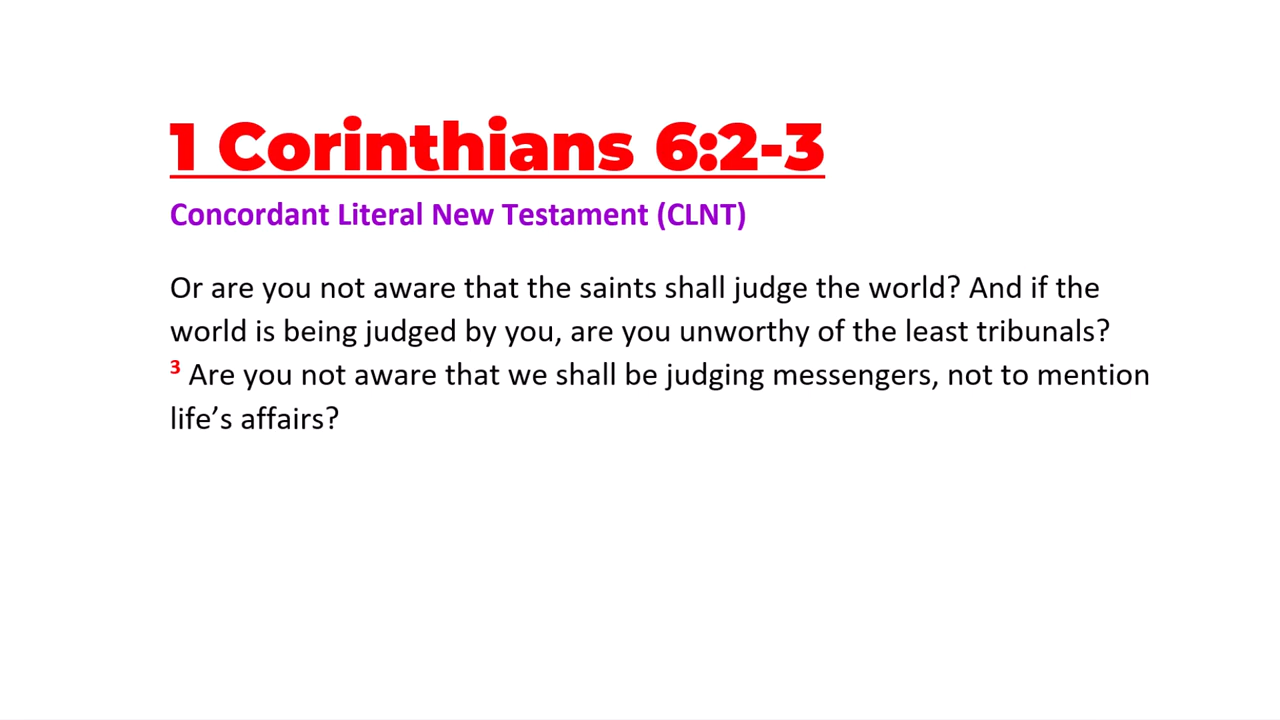 1 Corinthians 6:2-3
Concordant Literal New Testament (CLNT)
Or are you not aware that the saints shall judge the world? And if the
world is being judged by you, are you unworthy of the least tribunals?
3 Are you not aware that we shall be judging messengers, not to mention
life’s affairs?